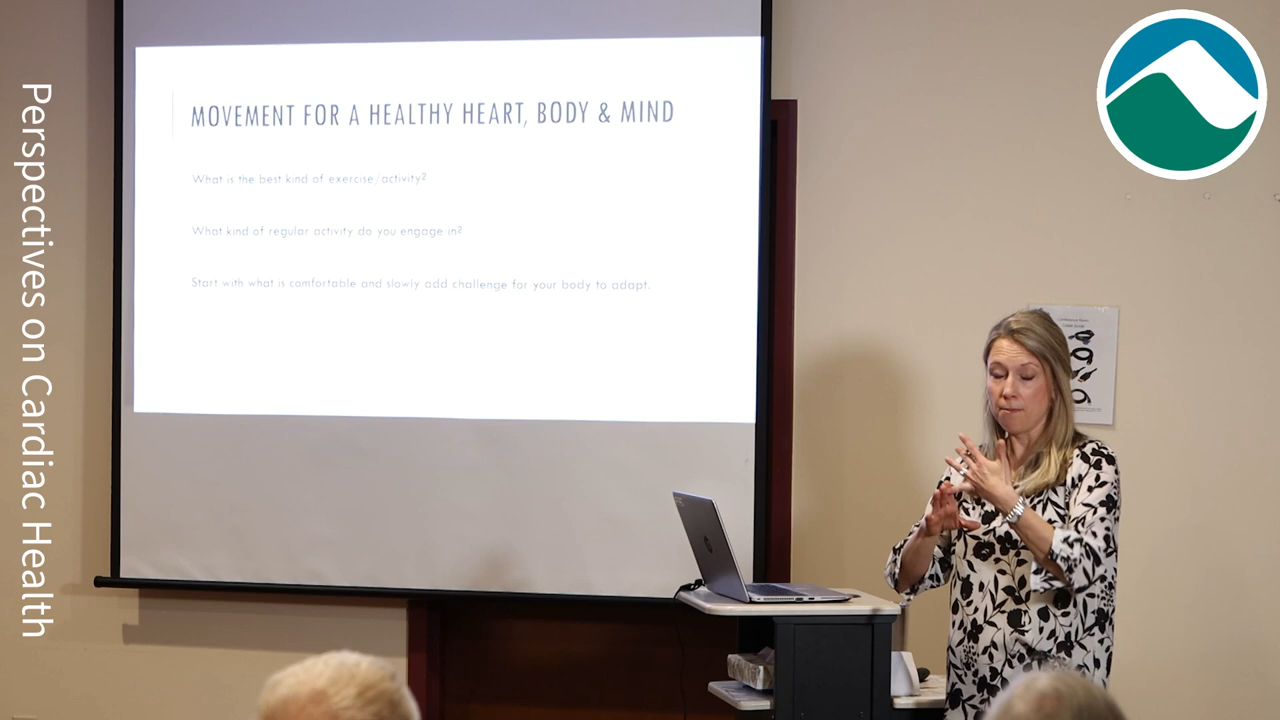 Perspectives on Cardiac Health
MOVEMENT FOR A HEALTHY HEART, BODY & MIND
What is the best kind of exercise/activity?
What kind of regular activity do you engage in?
Start with what is comfortable and slowly add challenge for your body to adapt.